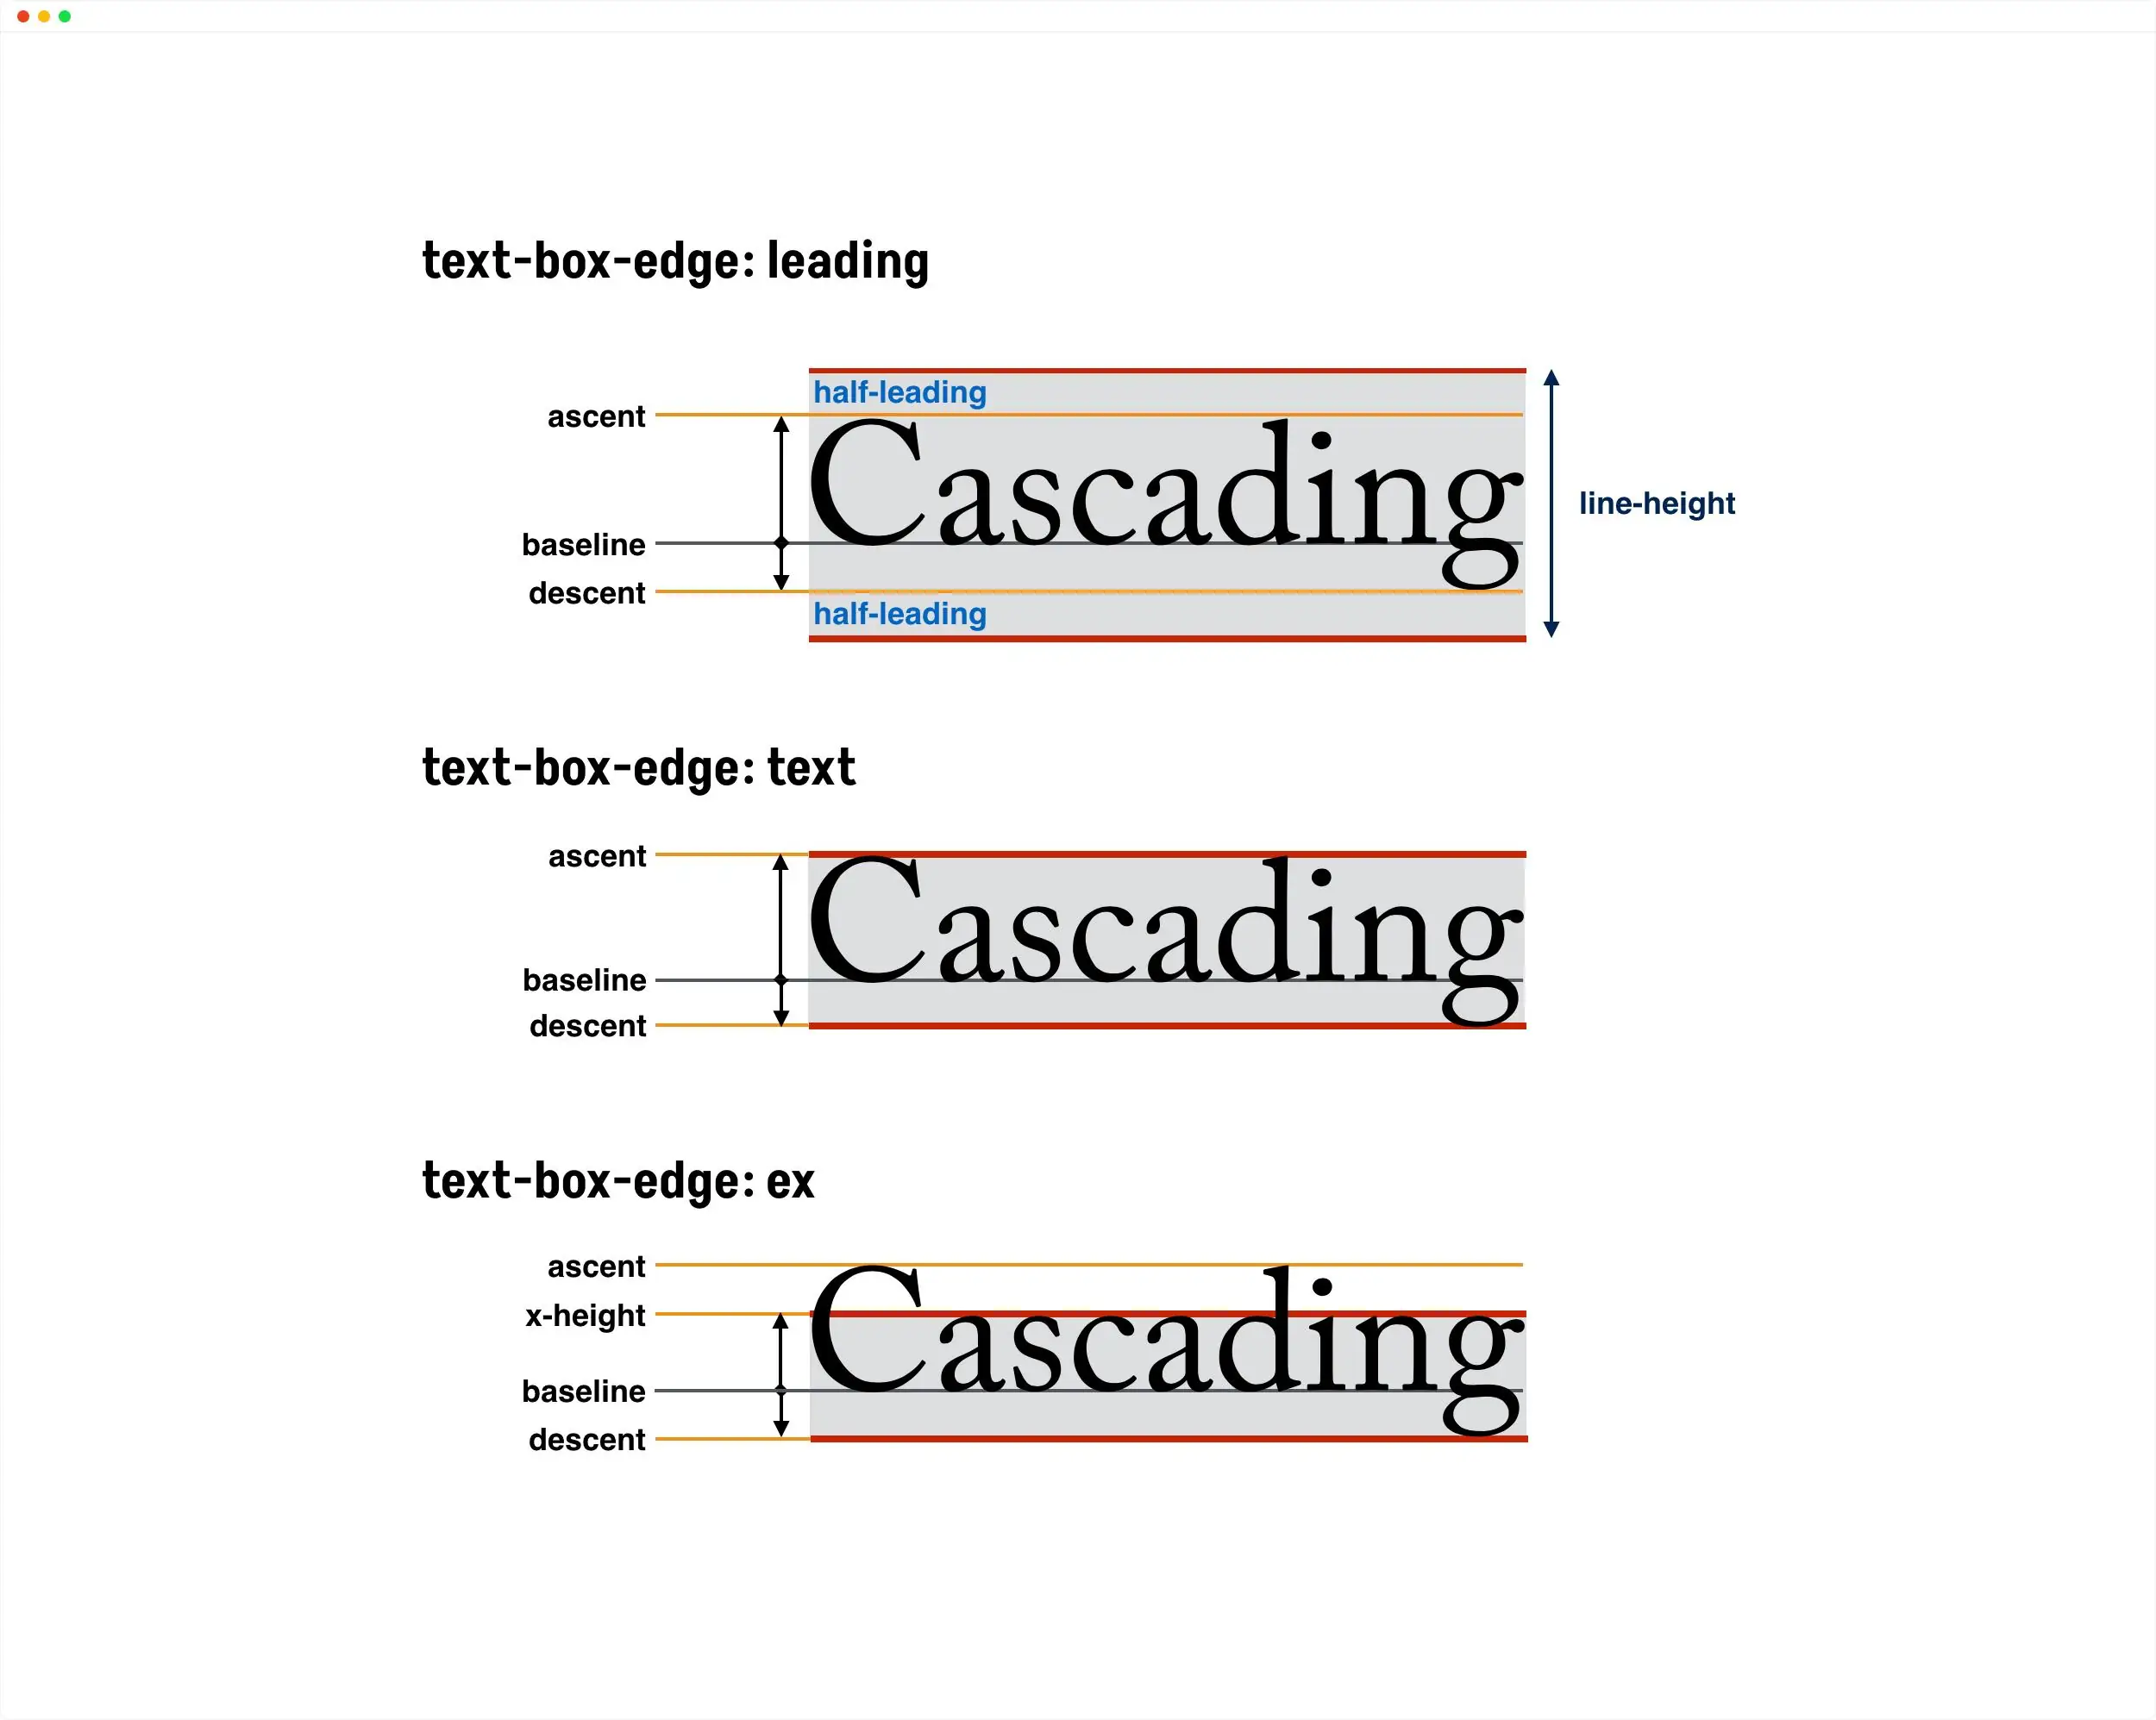 text-box-edge: leading
half-leading
ascent
Cascading
line-height
baseline
descent
half-leading
text-box-edge: text
ascent
Cascading
baseline
descent
text-box-edge: ex
ascent
x-height
Cascading
baseline
descent